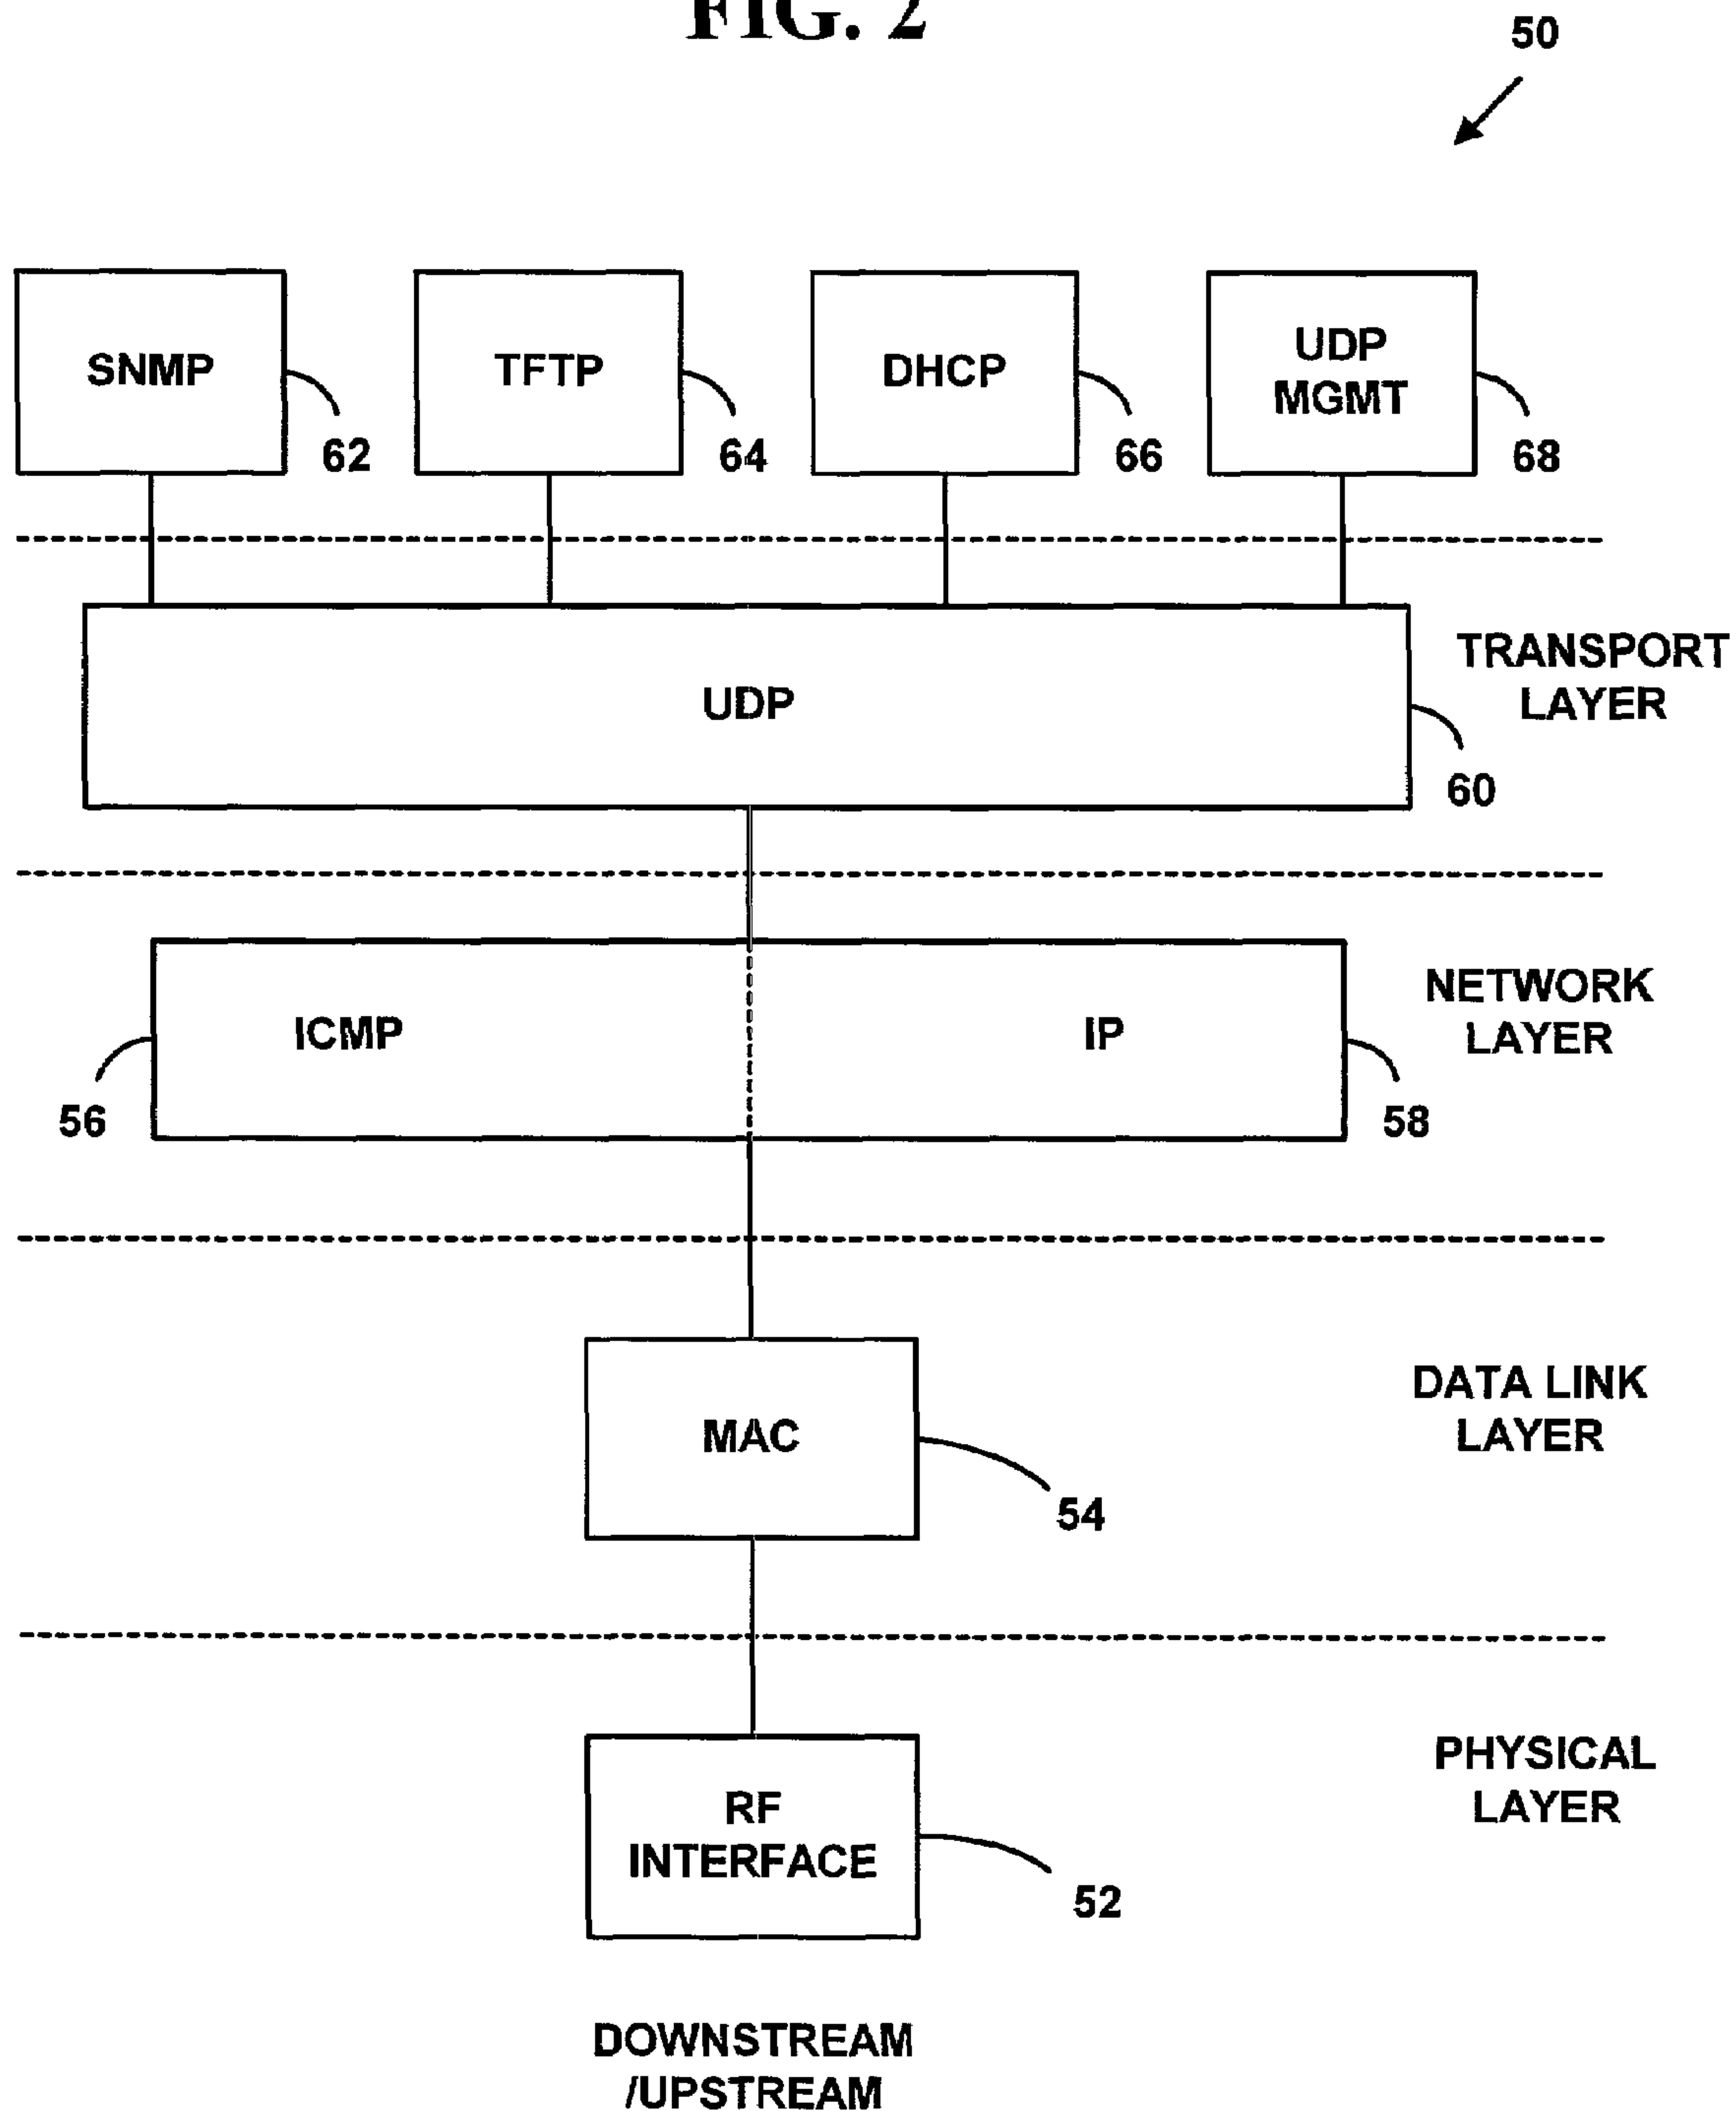 FIG. 2
50
SNMP
62
TFTP
64
DHCP
66
UDP
MGMT
68
UDP
60
TRANSPORT
LAYER
ICMP
56
IP
58
NETWORK
LAYER
MAC
54
DATA LINK
LAYER
RF
INTERFACE
52
PHYSICAL
LAYER
DOWNSTREAM
/UPSTREAM